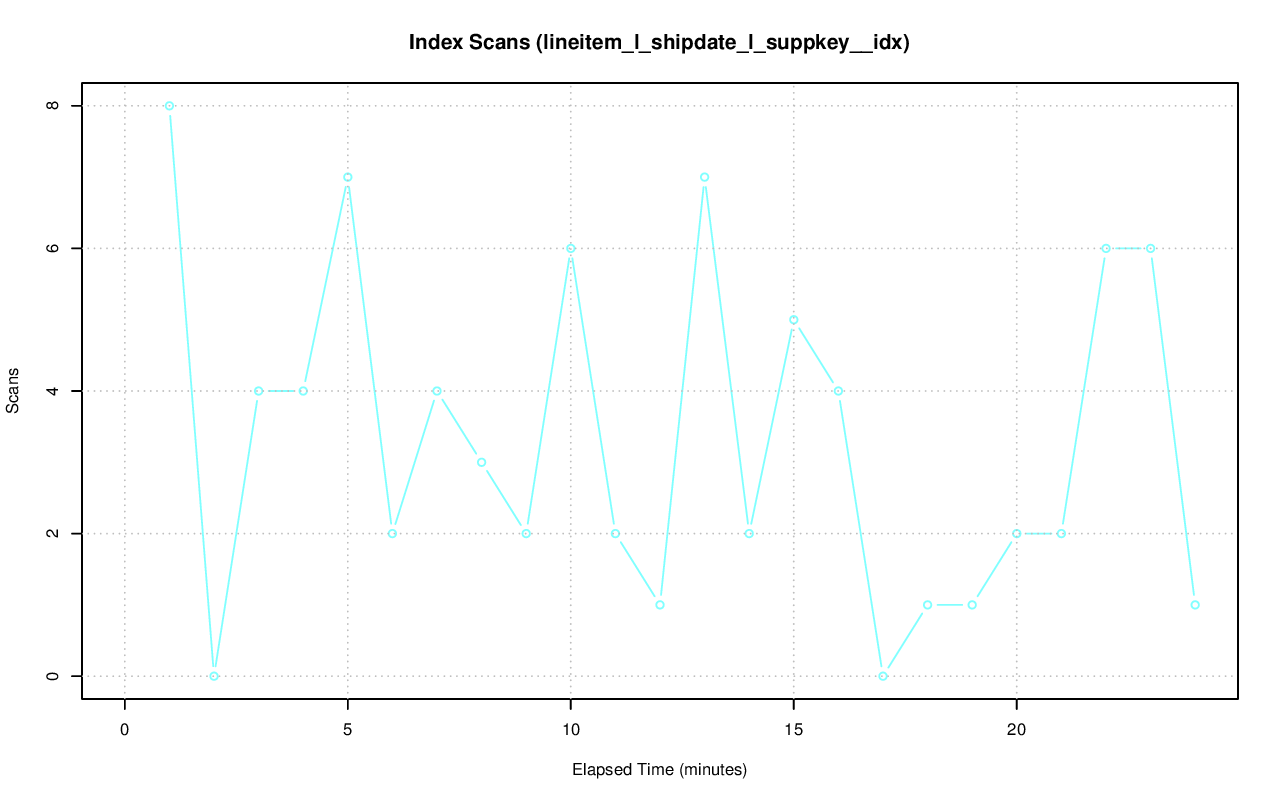 Index Scans (lineitem_l_shipdate_l_suppkey__idx)
8
6
4
2
0
Scans
0 5 10 15 20
Elapsed Time (minutes)